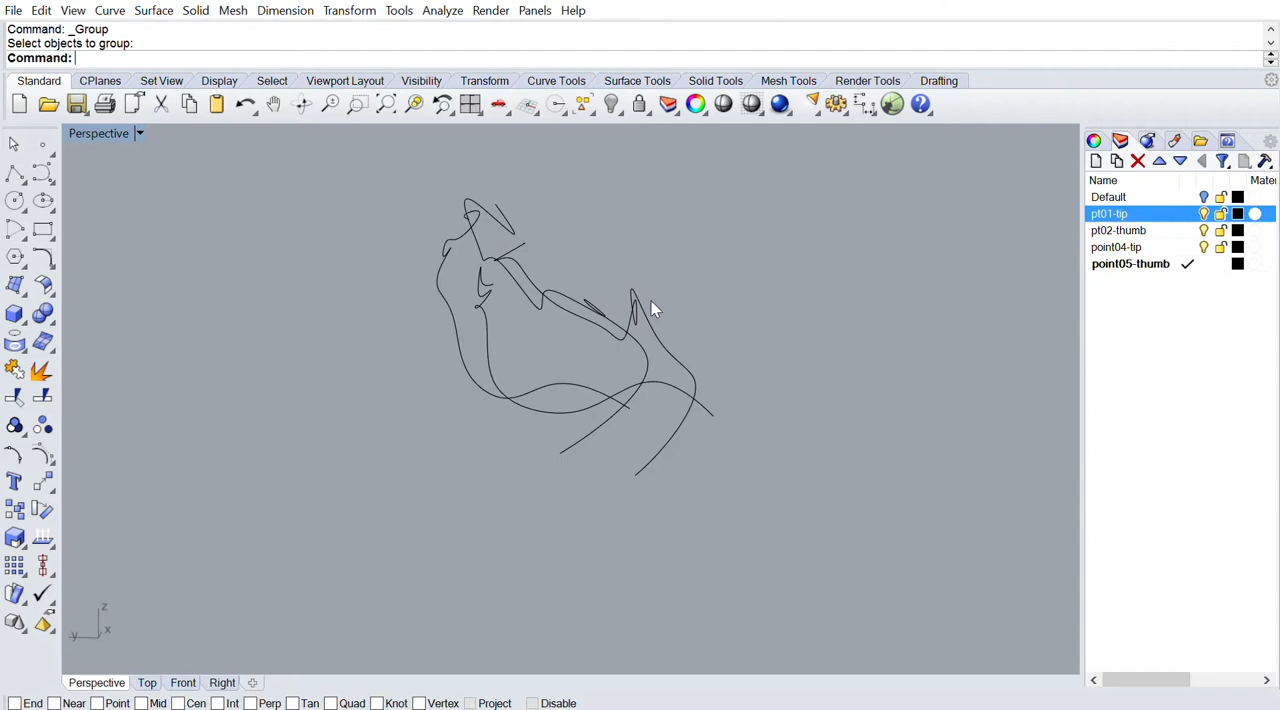 File Edit View Curve Surface Solid Mesh Dimension Transform Tools Analyze Render Panels Help
Command: _Group
Select objects to group:
Command:
Standard CPlanes Set View Display Select Viewport Layout Visibility Transform Curve Tools Surface Tools Solid Tools Mesh Tools Render Tools Drafting
Perspective
Name Mater
Default
pt01-tip
pt02-thumb
point04-tip
point05-thumb
z
y x
Perspective Top Front Right
End Near Point Mid Cen Int Perp Tan Quad Knot Vertex Project Disable